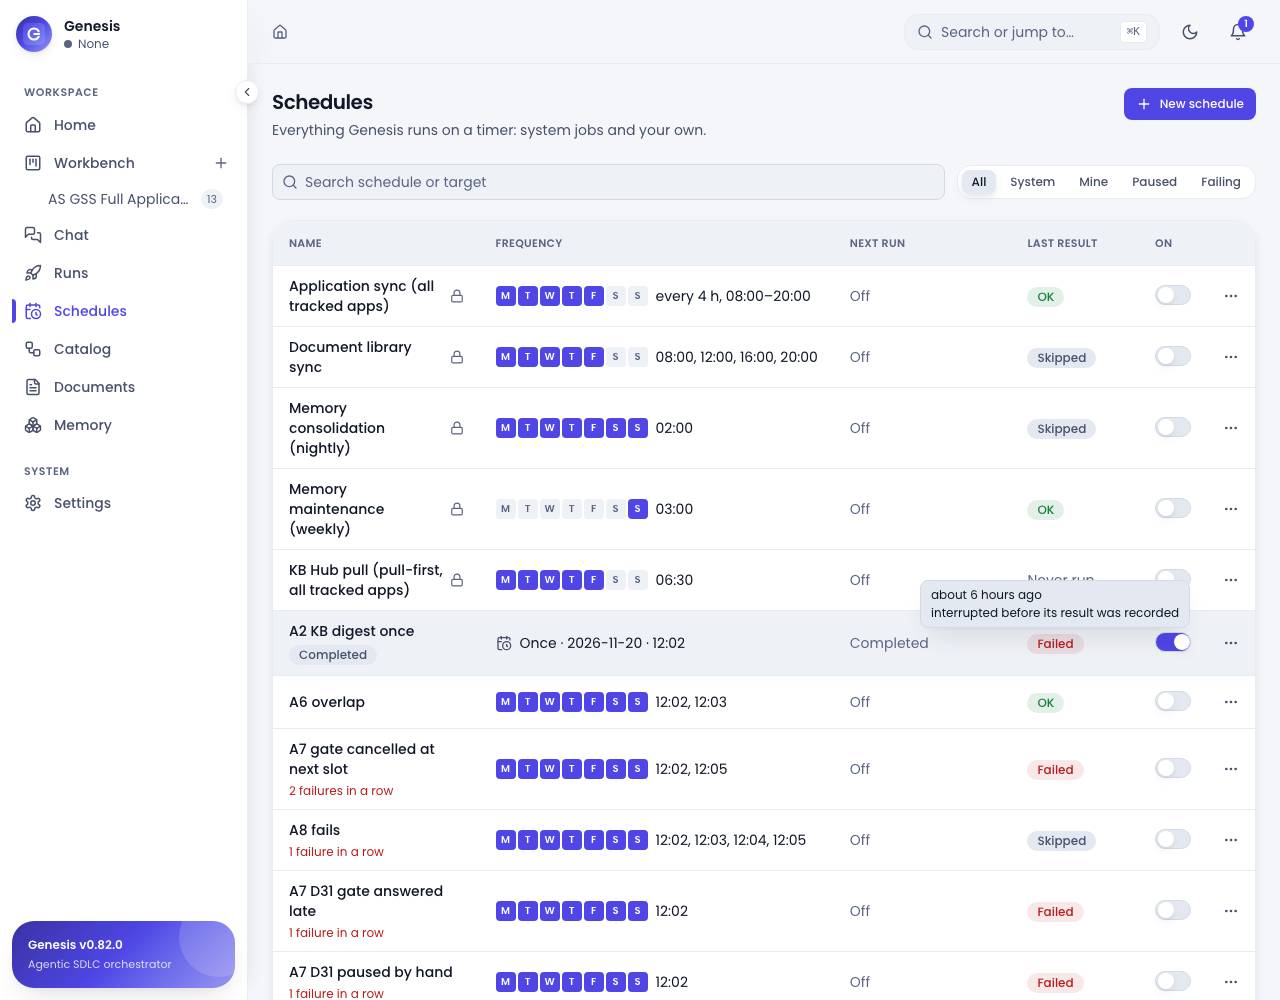 Genesis
None
WORKSPACE
Home
Workbench
AS GSS Full Applica... 13
Chat
Runs
Schedules
Catalog
Documents
Memory
SYSTEM
Settings
Genesis v0.82.0
Agentic SDLC orchestrator
Search or jump to... ⌘K
1
Schedules
Everything Genesis runs on a timer: system jobs and your own.
New schedule
Search schedule or target
All System Mine Paused Failing
NAME FREQUENCY NEXT RUN LAST RESULT ON
Application sync (all
tracked apps)
M T W T F S S every 4 h, 08:00–20:00 Off OK
Document library
sync
M T W T F S S 08:00, 12:00, 16:00, 20:00 Off Skipped
Memory
consolidation
(nightly)
M T W T F S S 02:00 Off Skipped
Memory
maintenance
(weekly)
M T W T F S S 03:00 Off OK
KB Hub pull (pull-first,
all tracked apps)
M T W T F S S 06:30 Off Never run
about 6 hours ago
interrupted before its result was recorded
A2 KB digest once
Completed
Once · 2026-11-20 · 12:02 Completed Failed
A6 overlap
M T W T F S S 12:02, 12:03 Off OK
A7 gate cancelled at
next slot
2 failures in a row
M T W T F S S 12:02, 12:05 Off Failed
A8 fails
1 failure in a row
M T W T F S S 12:02, 12:03, 12:04, 12:05 Off Skipped
A7 D31 gate answered
late
1 failure in a row
M T W T F S S 12:02 Off Failed
A7 D31 paused by hand
1 failure in a row
M T W T F S S 12:02 Off Failed